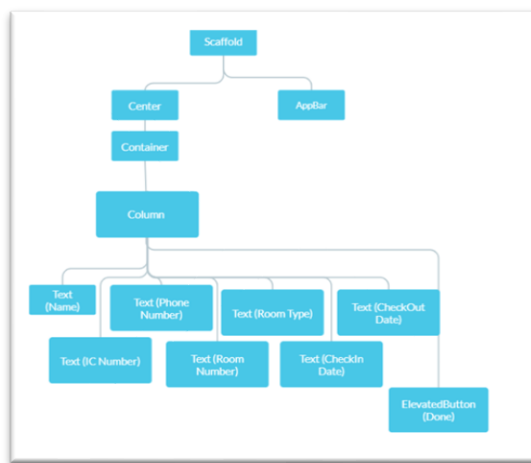 Scaffold
Center
AppBar
Container
Column
Text
(Name)
Text (Phone
Number)
Text (Room Type)
Text (CheckOut
Date)
Text (IC Number)
Text (Room
Number)
Text (CheckIn
Date)
ElevatedButton
(Done)